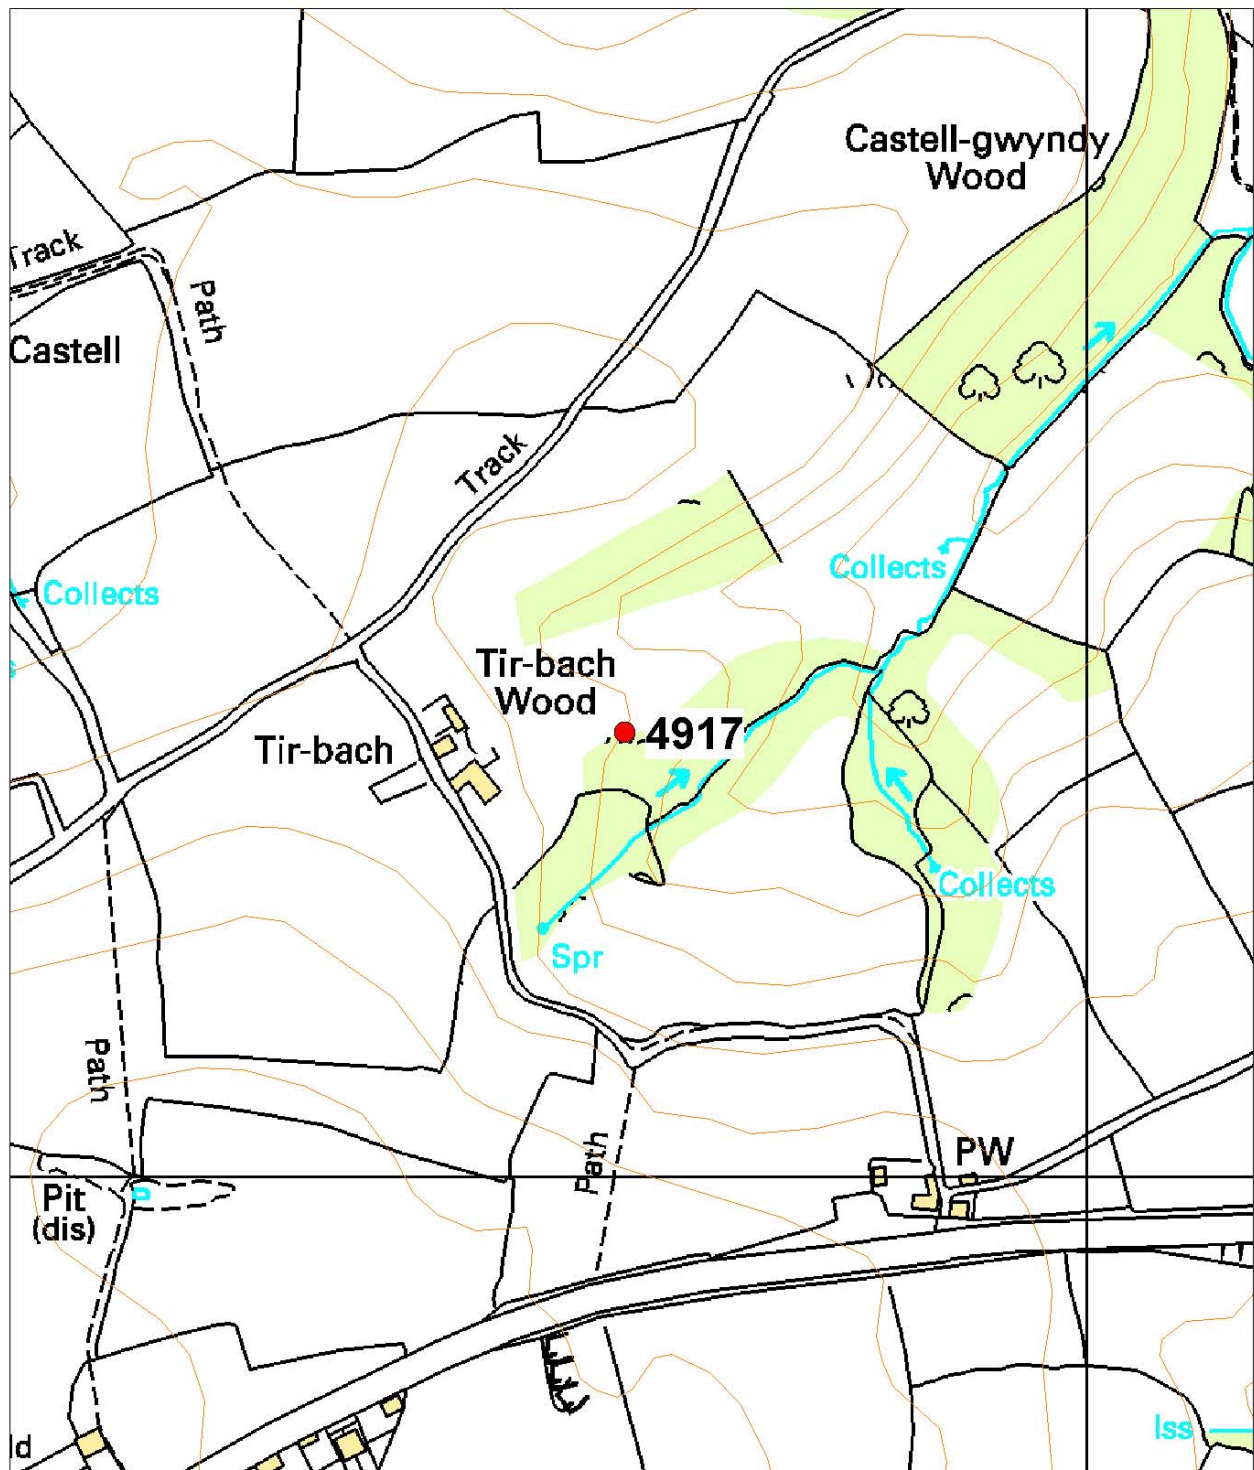 Castell-gwyndy
Wood
Track
Path
Castell
Track
Collects
Collects
Tir-bach
Wood
4917
Tir-bach
Collects
Spr
Path
Path
PW
Pit
(dis)
Iss
ld